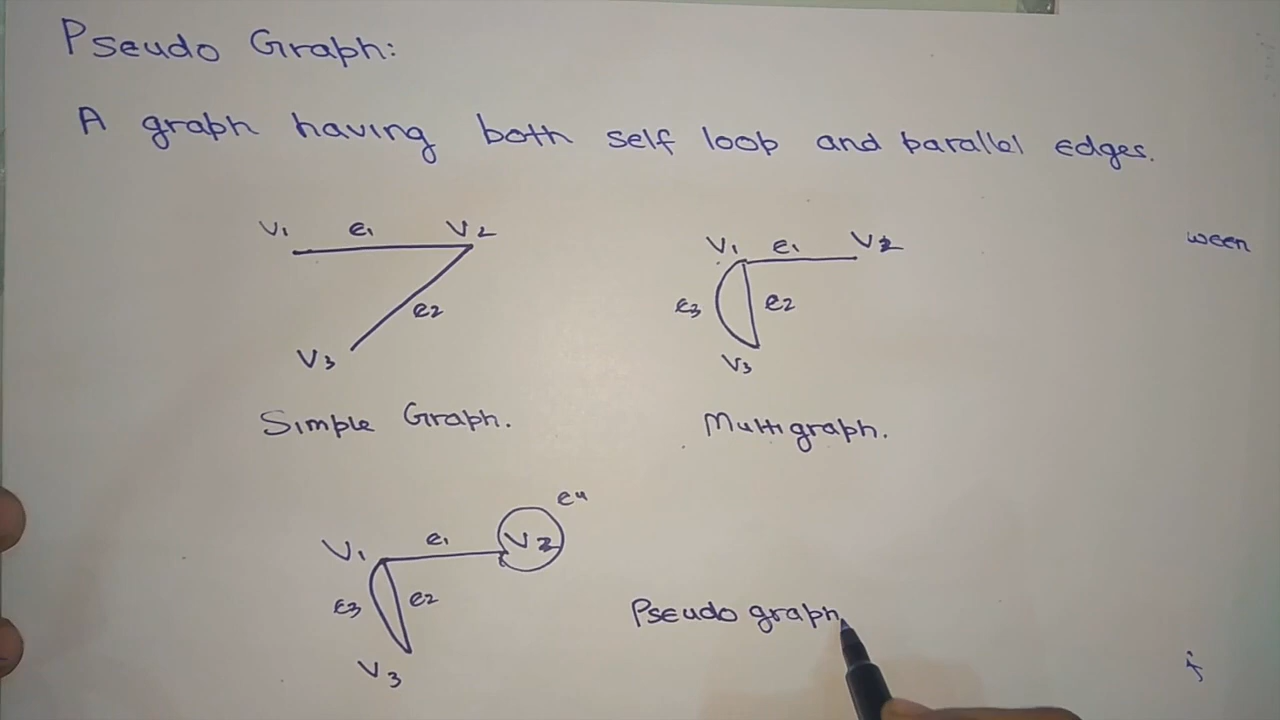 Pseudo Graph:
A graph having both self loop and parallel edges.
ween
V1 e1 V2
e2
V3
Simple Graph.
V1 e1 V2
e3 e2
V3
Multigraph.
e4
V1 e1 V2
e3 e2
V3
Pseudo graph